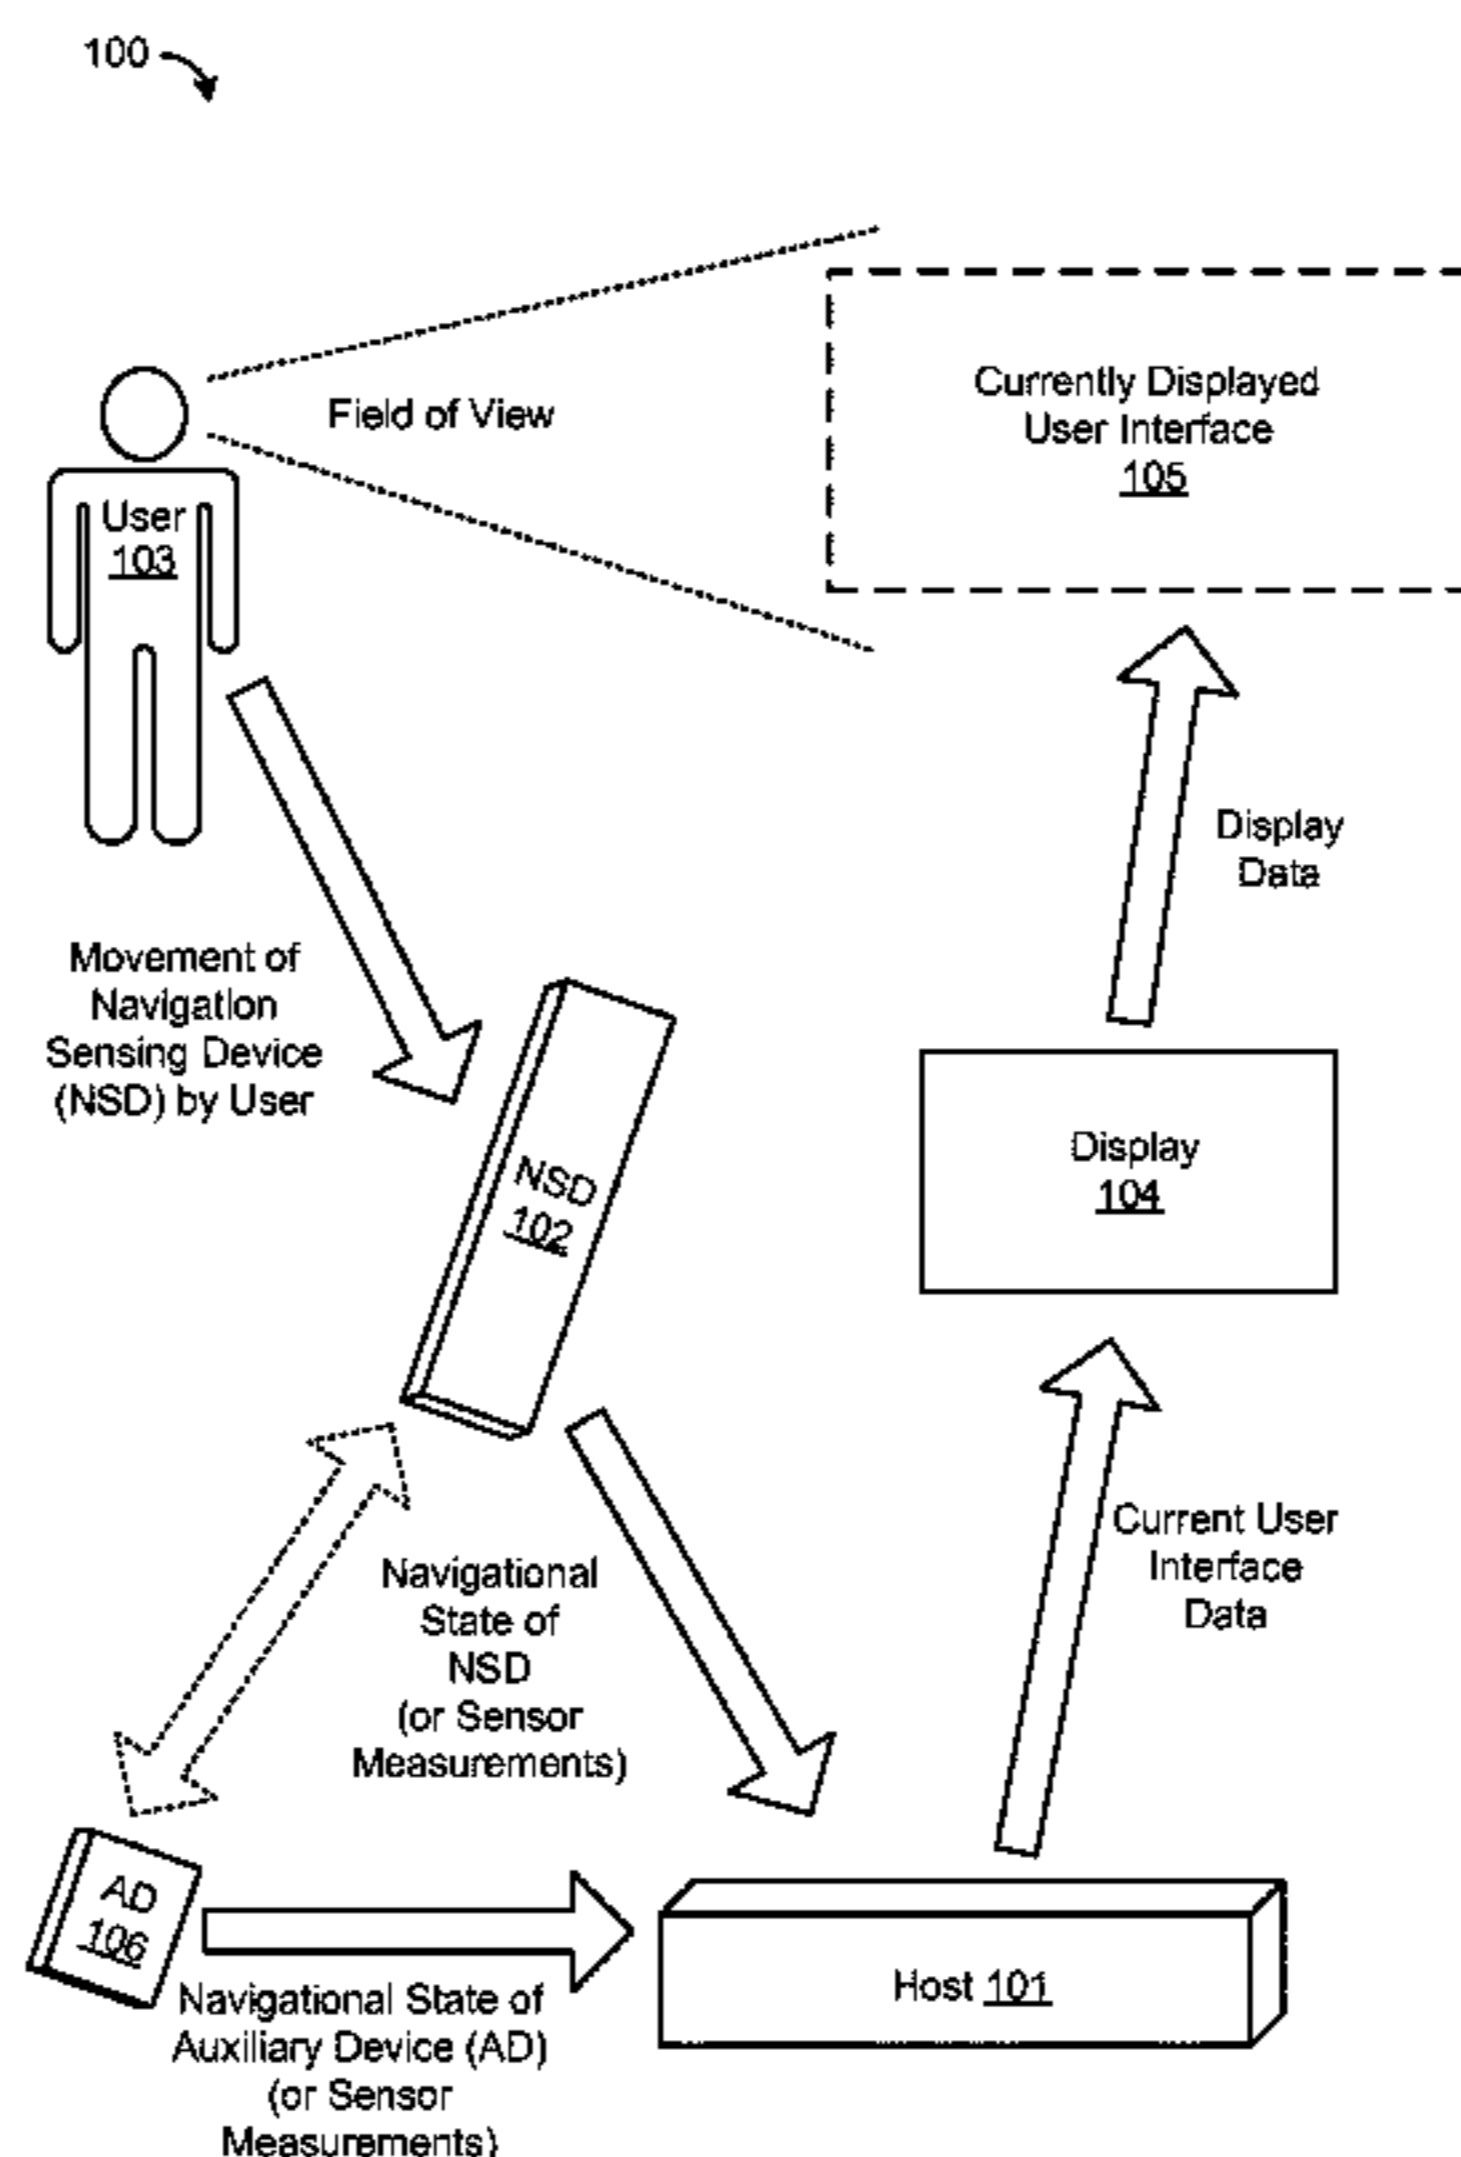 100
Currently Displayed
User Interface
105
Field of View
User
103
Display
Data
Movement of
Navigation
Sensing Device
(NSD) by User
NSD
102
Display
104
Current User
Interface
Data
Navigational
State of
NSD
(or Sensor
Measurements)
AD
106
Host 101
Navigational State of
Auxiliary Device (AD)
(or Sensor
Measurements)